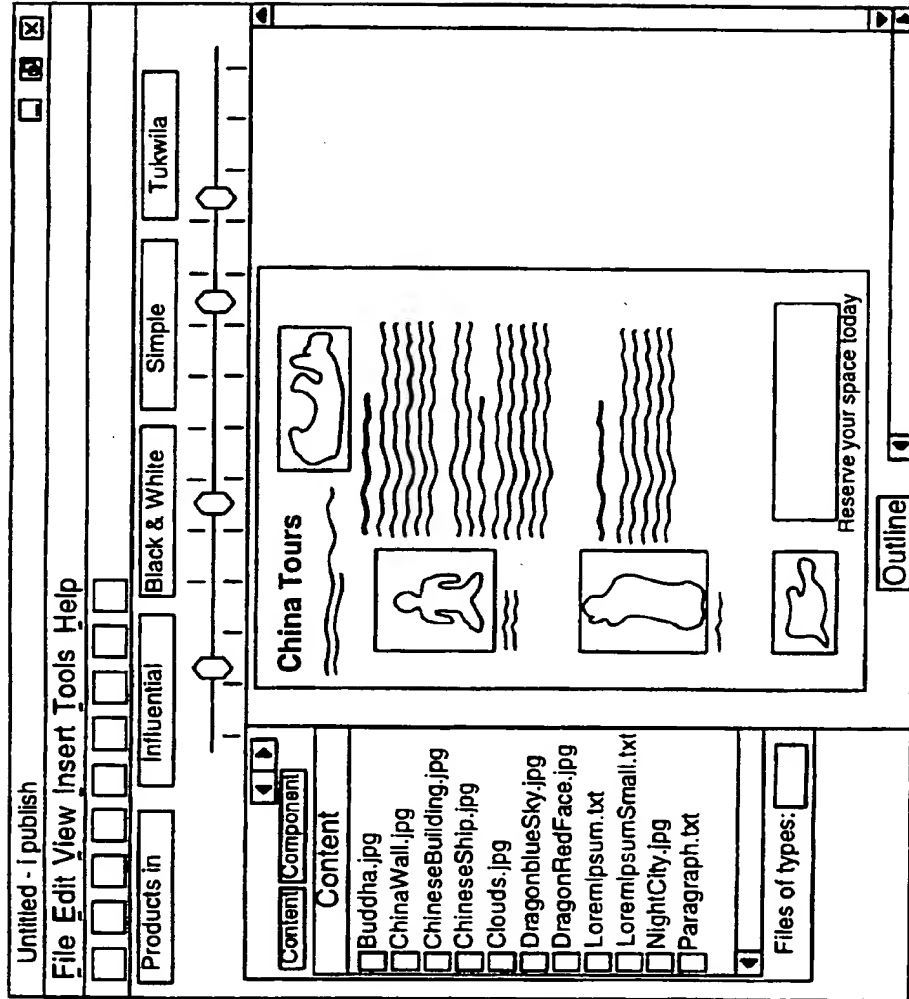 Untitled - i publish
File Edit View Insert Tools Help
Products in
Influential
Black & White
Simple
Tukwila
Content
Component
Content
Buddha.jpg
ChinaWall.jpg
ChineseBuilding.jpg
ChineseShip.jpg
Clouds.jpg
DragonblueSky.jpg
DragonRedFace.jpg
LoremIpsum.txt
LoremIpsumSmall.txt
NightCity.jpg
Paragraph.txt
Files of types:
China Tours
Reserve your space today
Outline